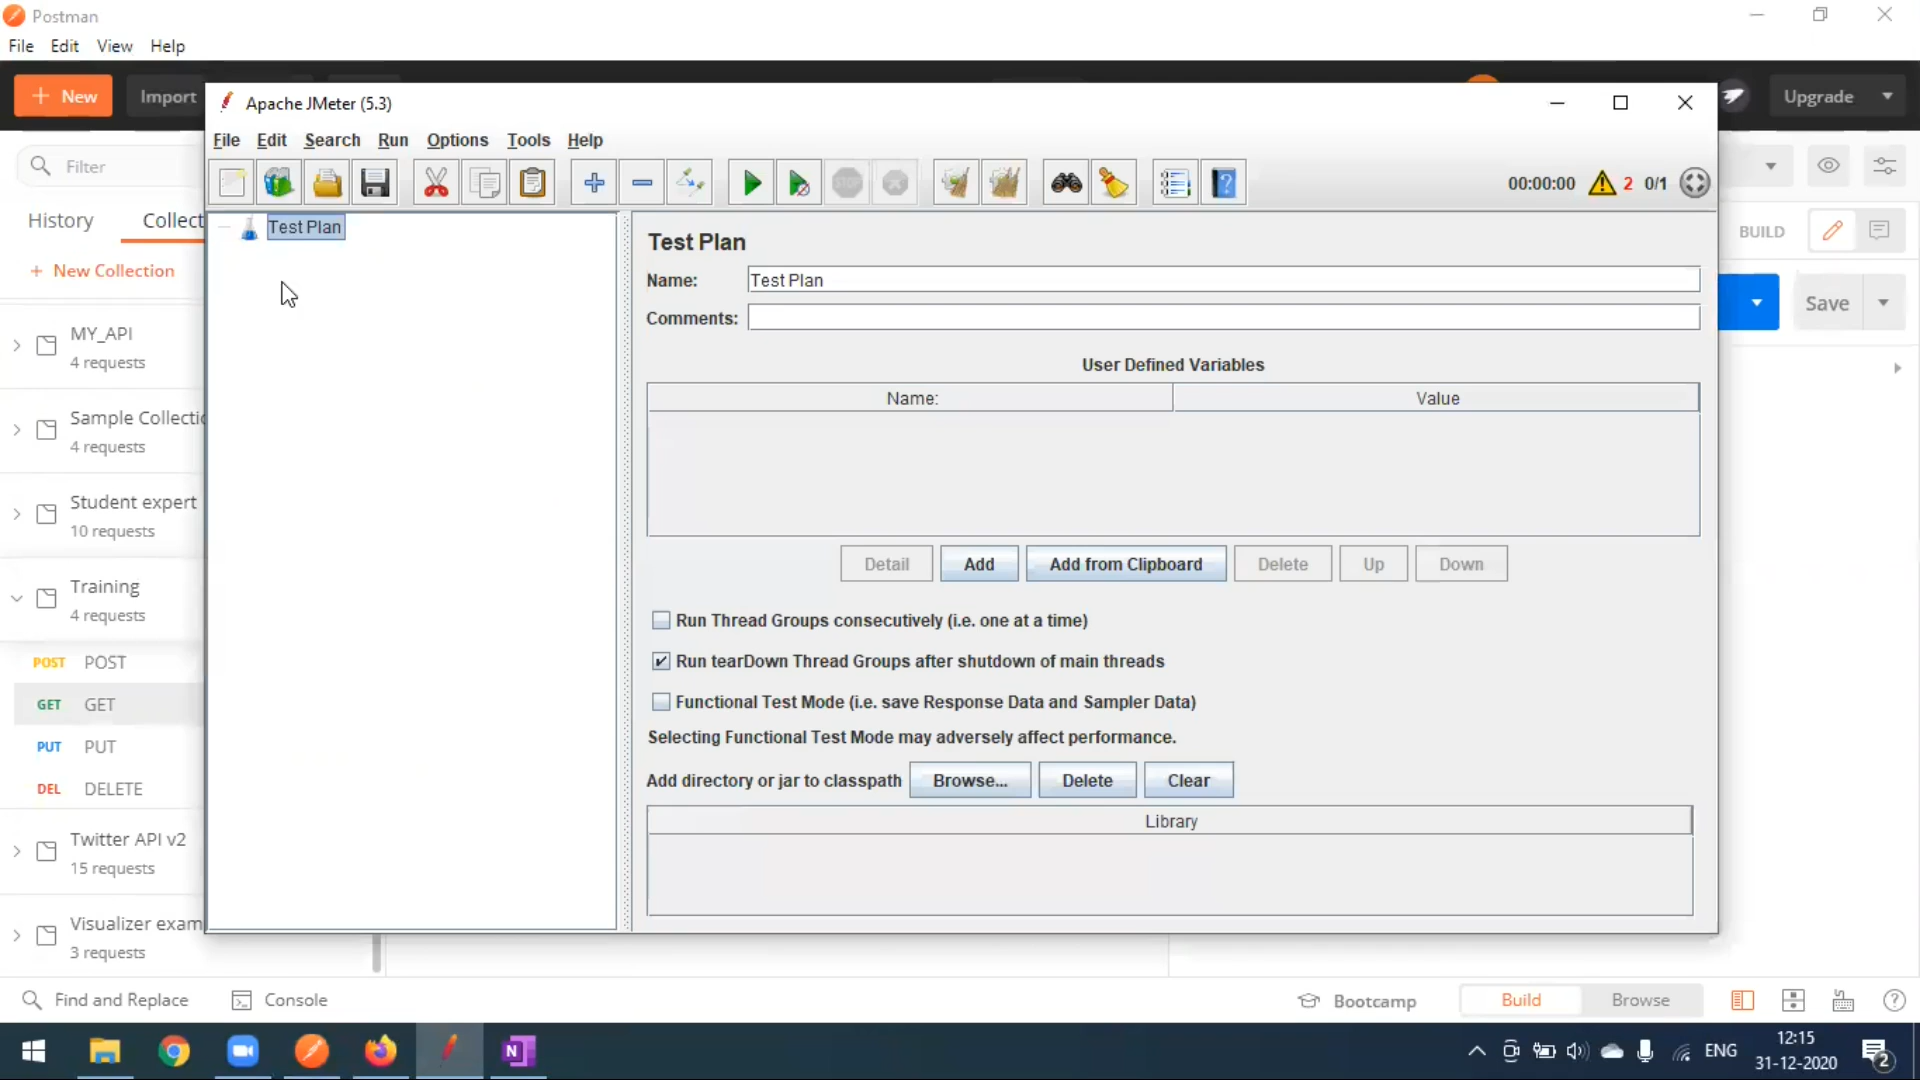 Postman
File Edit View Help
New Import Upgrade
Apache JMeter (5.3)
File Edit Search Run Options Tools Help
STOP 00:00:00 2 0/1
Filter
History Collect
+ New Collection
MY_API
4 requests
Sample Collectio
4 requests
Student expert
10 requests
Training
4 requests
POST POST
GET GET
PUT PUT
DEL DELETE
Twitter API v2
15 requests
Visualizer exam
3 requests
Test Plan
Test Plan
Name: Test Plan
Comments:
User Defined Variables
Name: Value
Detail Add Add from Clipboard Delete Up Down
Run Thread Groups consecutively (i.e. one at a time)
Run tearDown Thread Groups after shutdown of main threads
Functional Test Mode (i.e. save Response Data and Sampler Data)
Selecting Functional Test Mode may adversely affect performance.
Add directory or jar to classpath Browse... Delete Clear
Library
BUILD
Save
Find and Replace Console Bootcamp Build Browse
N ENG 12:15
31-12-2020 2